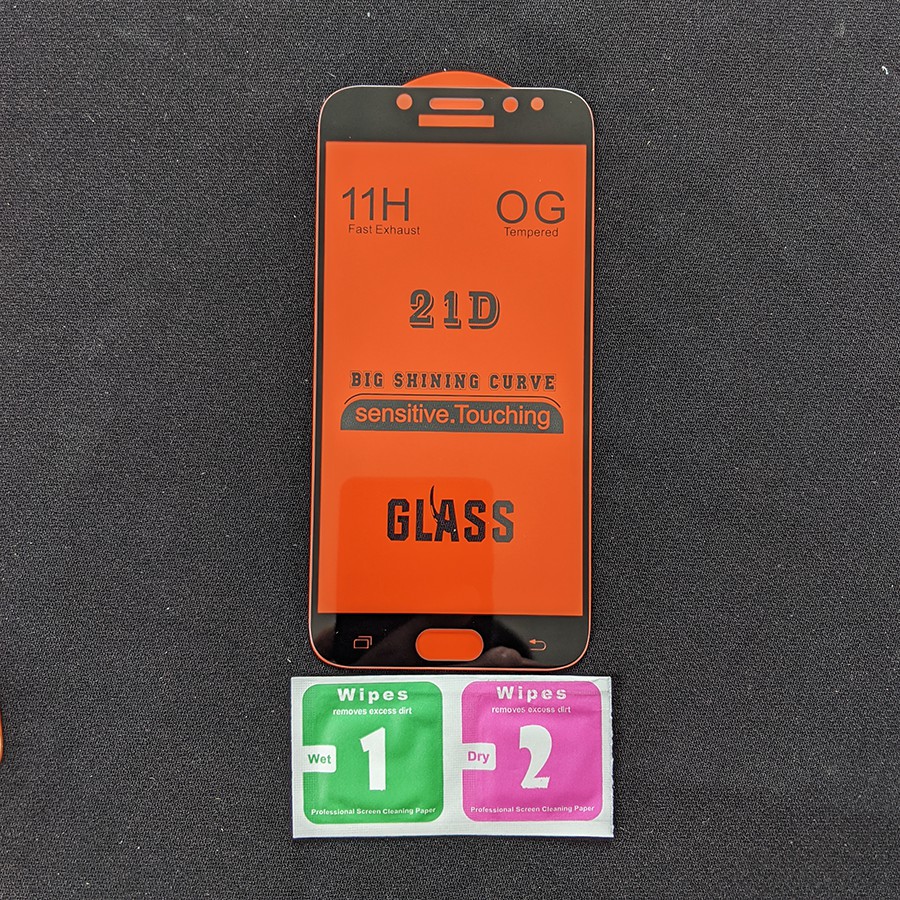 11H
Fast Exhaust
OG
Tempered
21D
BIG SHINING CURVE
sensitive.Touching
GLASS
Wipes
removes excess dirt
Wet
1
Professional Screen Cleaning Paper
Wipes
removes excess dirt
Dry
2
Professional Screen Cleaning Paper